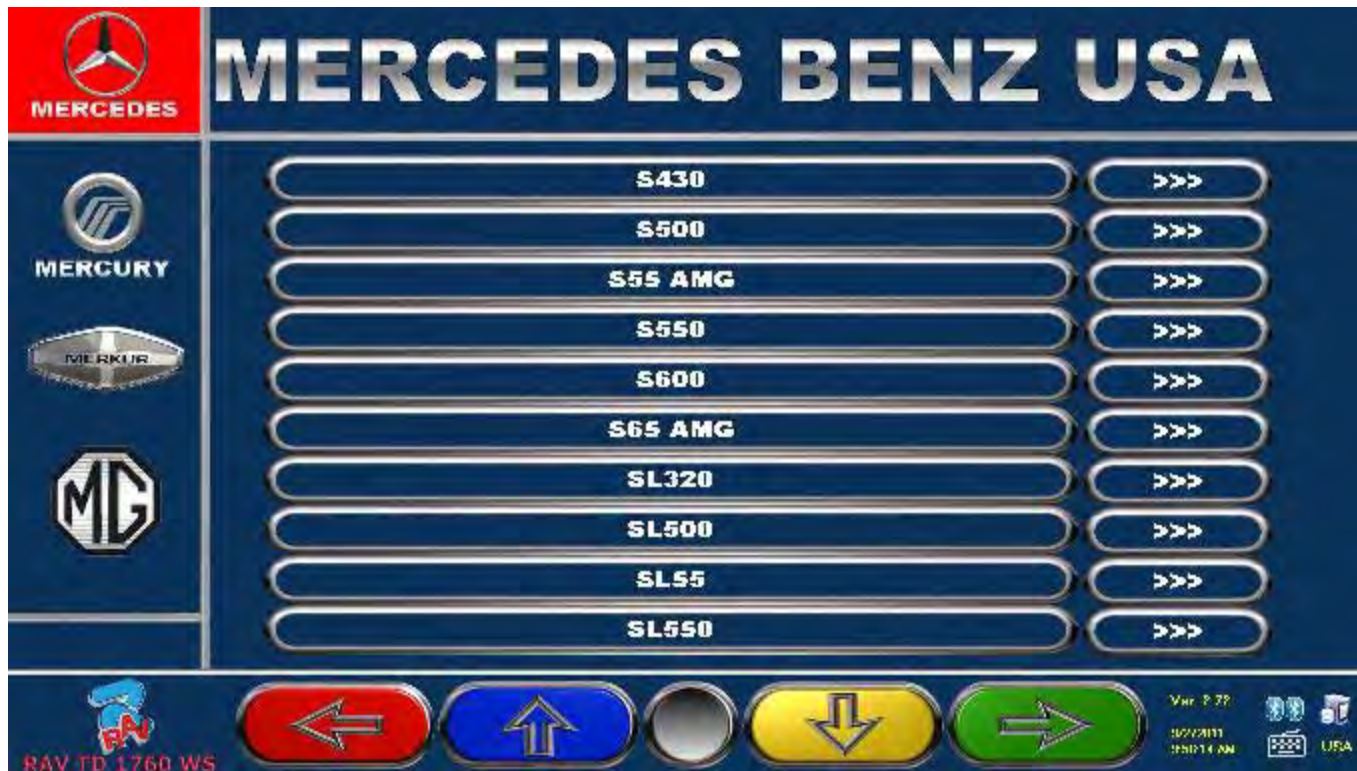 MERCEDES
MERCEDES BENZ USA
MERCURY
MERKUR
MG
S430 >>>
S500 >>>
S55 AMG >>>
S550 >>>
S600 >>>
S65 AMG >>>
SL320 >>>
SL500 >>>
SL55 >>>
SL550 >>>
RAV
RAV TD 1760 WS
USA